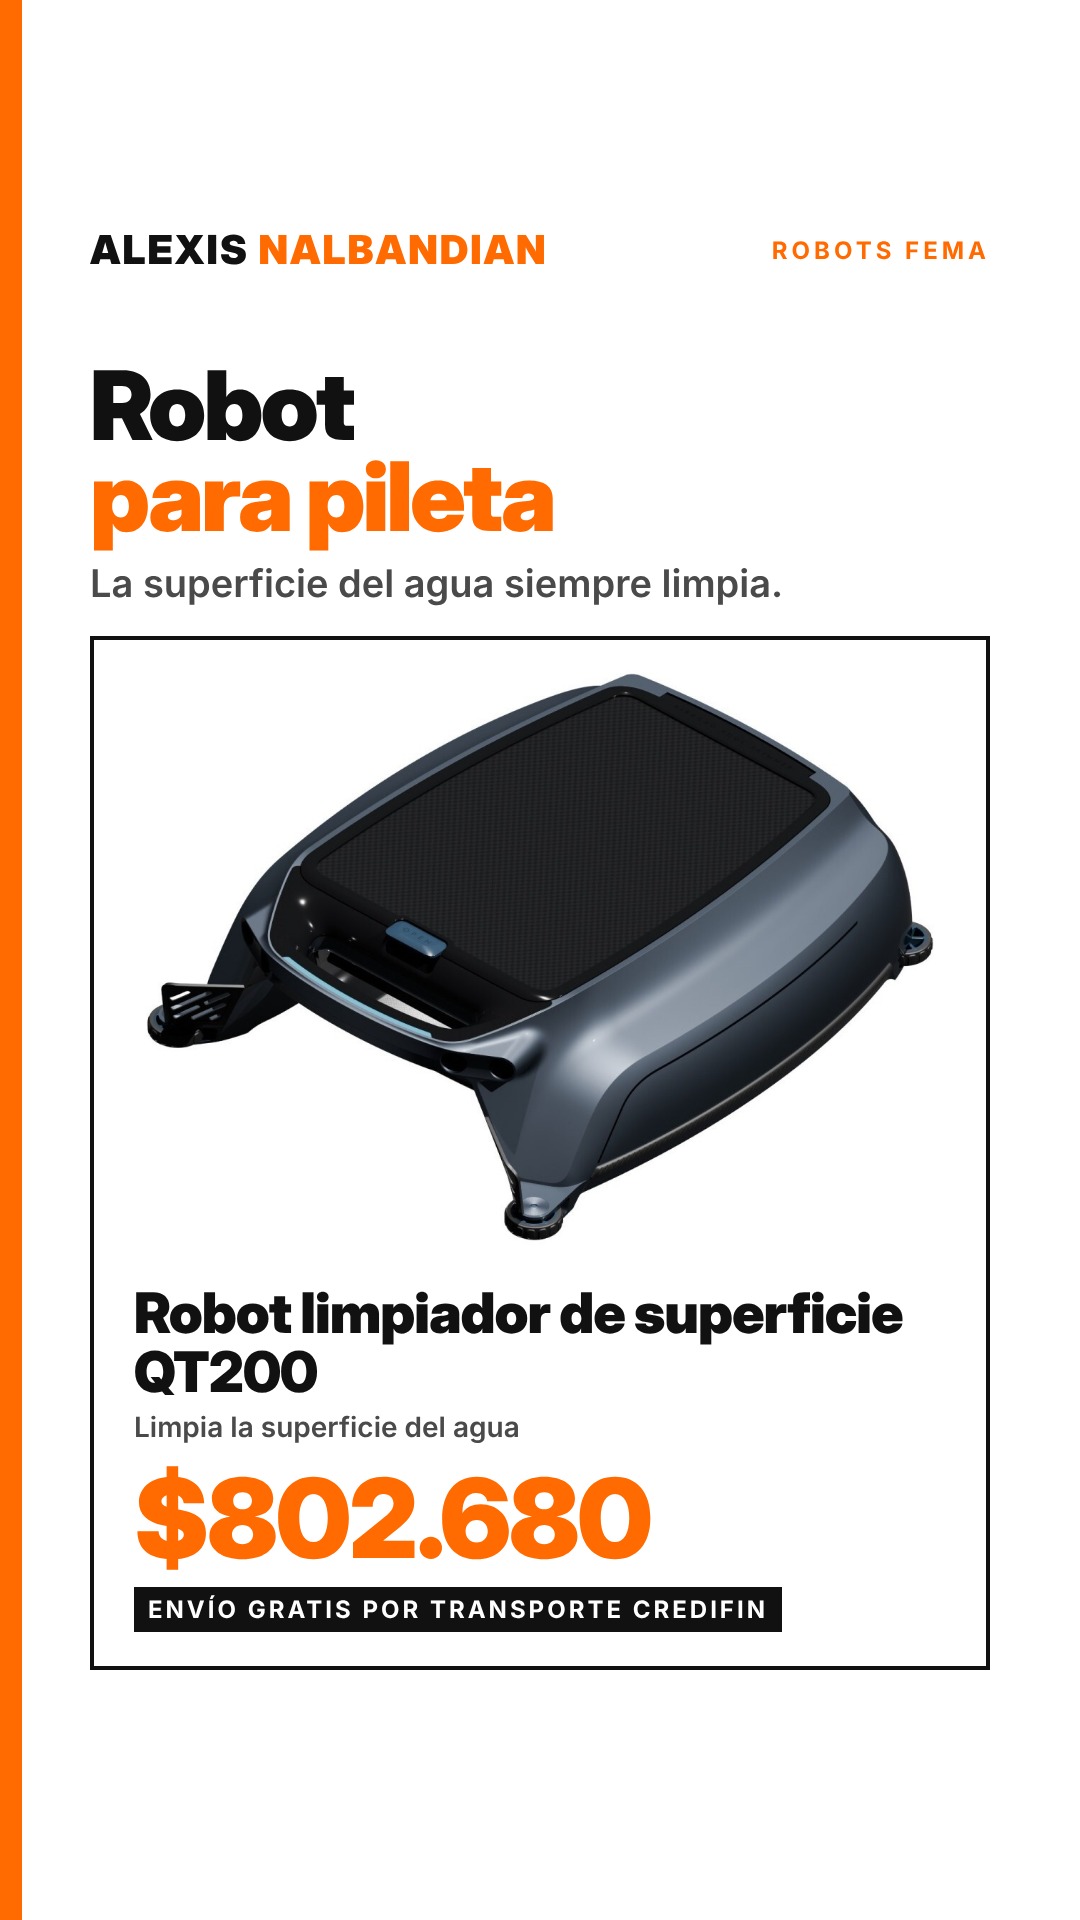 ALEXIS NALBANDIAN
ROBOTS FEMA
Robot
para pileta
La superficie del agua siempre limpia.
Robot limpiador de superficie
QT200
Limpia la superficie del agua
$802.680
ENVÍO GRATIS POR TRANSPORTE CREDIFIN